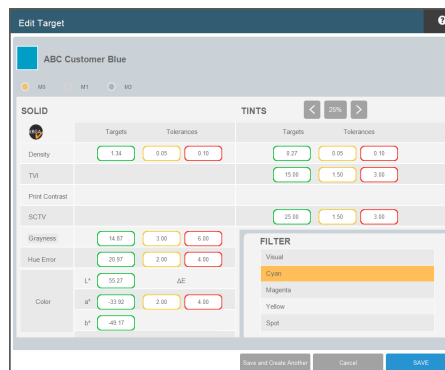 Edit Target
ABC Customer Blue
M0 M1 M3
SOLID
TINTS < 25% >
Targets Tolerances Targets Tolerances
Density 1.34 0.05 0.10 0.27 0.05 0.10
TVI 15.00 1.50 3.00
Print Contrast
SCTV 25.00 1.50 3.00
Grayness 14.87 3.00 6.00
Hue Error 20.97 2.00 4.00
Color
L* 55.27 ΔE
a* -33.92 2.00 4.00
b* -49.17
FILTER
Visual
Cyan
Magenta
Yellow
Spot
Save and Create Another Cancel SAVE